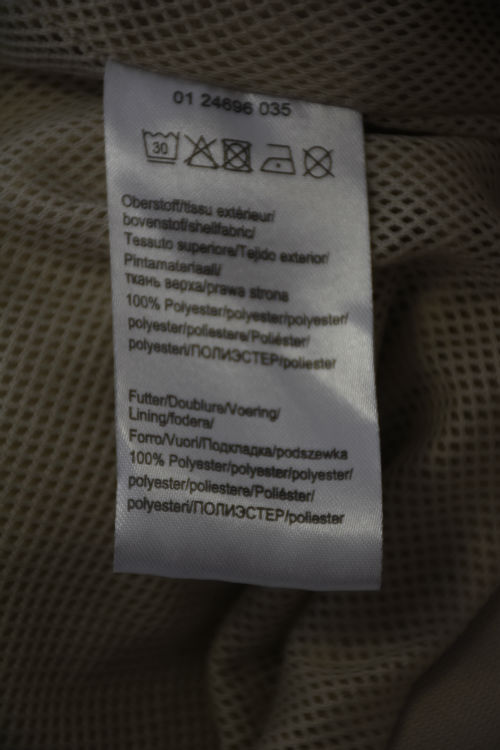 01 24696 035
30
Oberstoff/tissu extérieur/
bovenstof/shellfabric/
Tessuto superiore/Tejido exterior/
Pintamateriaali/
ткань верха/prawa strona
100% Polyester/polyester/polyester/
polyester/poliestere/Poliéster/
polyesteri/ПОЛИЭСТЕР/poliester
Futter/Doublure/Voering/
Lining/fodera/
Forro/Vuori/Подкладка/podszewka
100% Polyester/polyester/polyester/
polyester/poliestere/Poliéster/
polyesteri/ПОЛИЭСТЕР/poliester